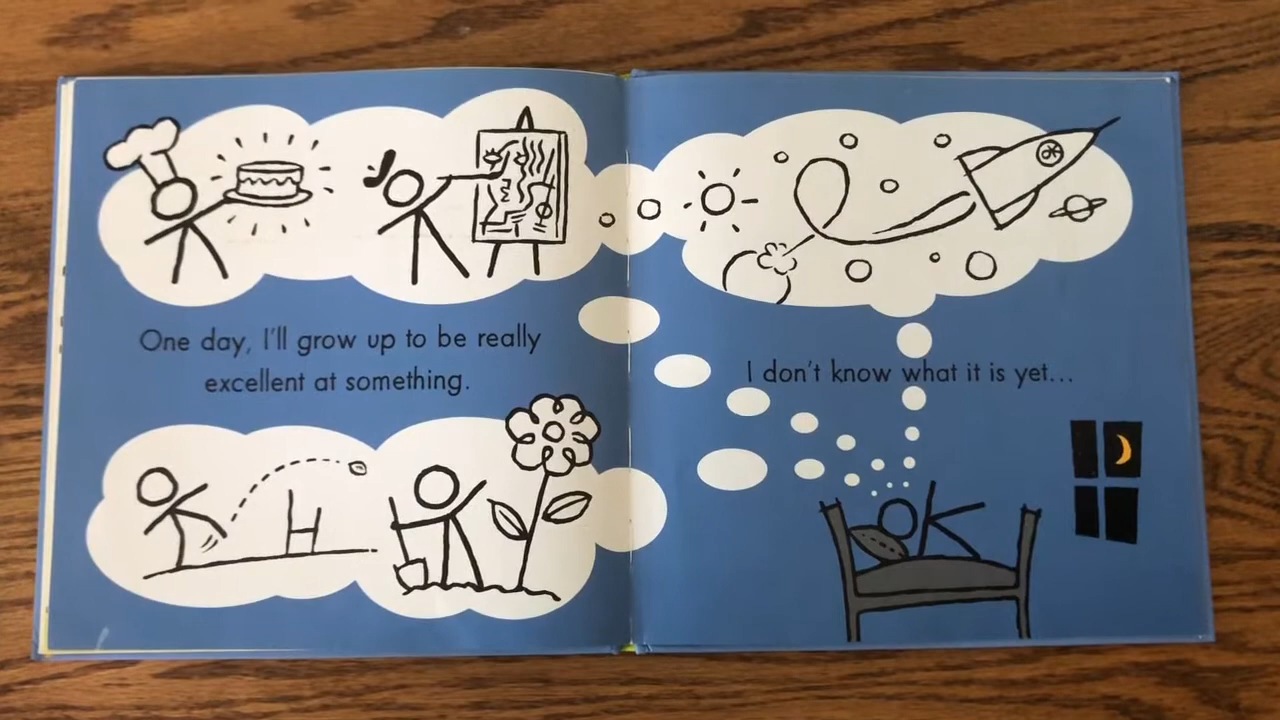 One day, I'll grow up to be really
excellent at something.
I don't know what it is yet...